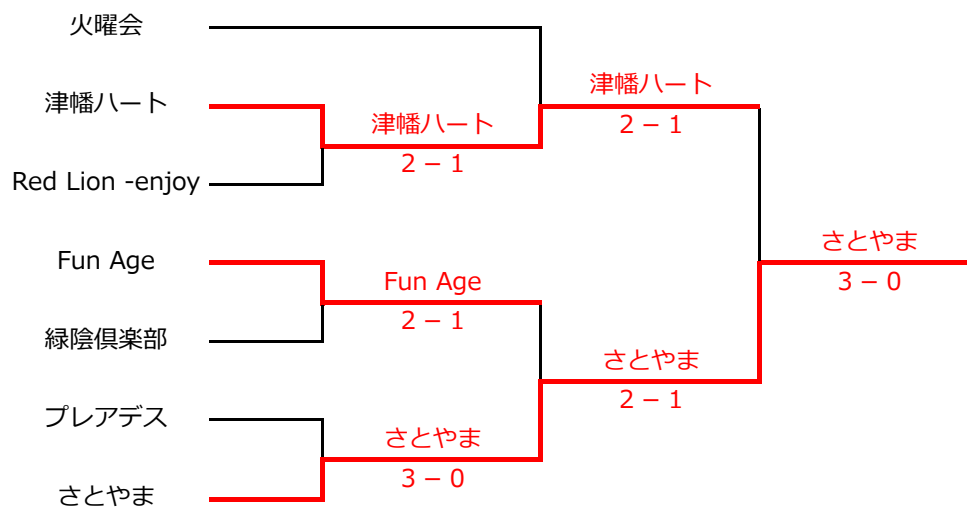 火曜会
津幡ハート
津幡ハート
2 − 1
津幡ハート
2 − 1
Red Lion -enjoy
さとやま
3 − 0
Fun Age
Fun Age
2 − 1
緑陰倶楽部
さとやま
2 − 1
プレアデス
さとやま
3 − 0
さとやま